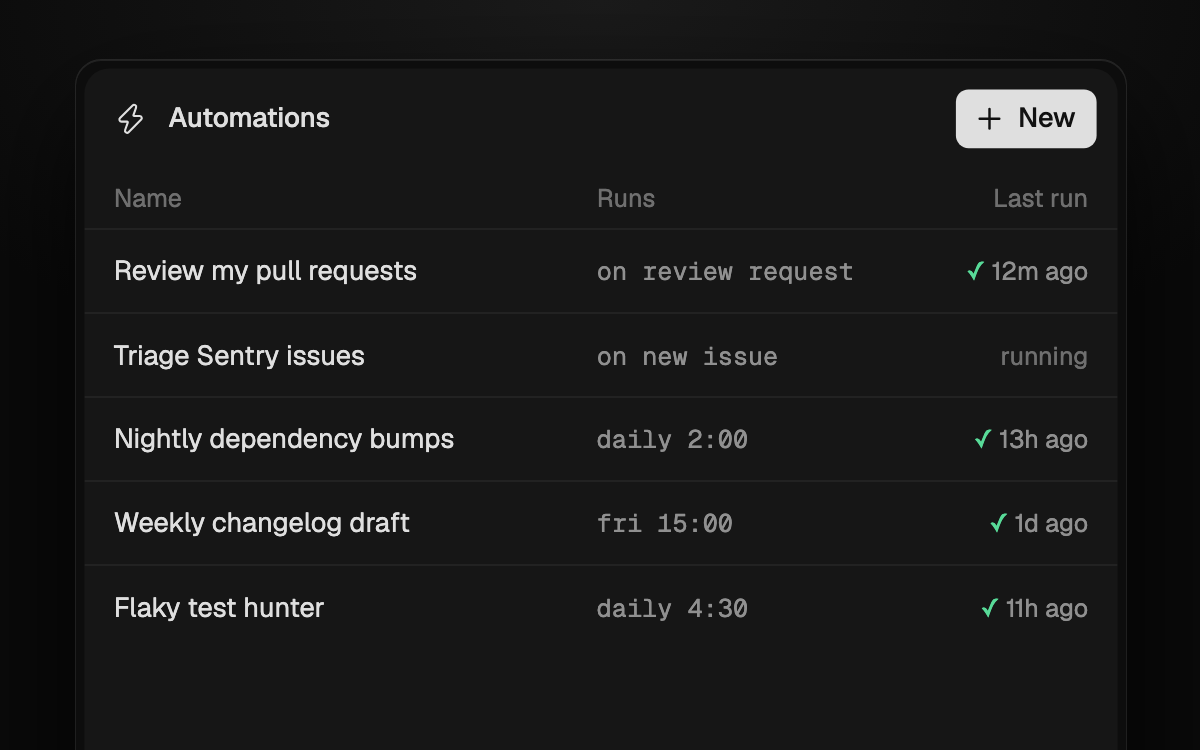 Automations
+ New
Name Runs Last run
Review my pull requests on review request ✓ 12m ago
Triage Sentry issues on new issue running
Nightly dependency bumps daily 2:00 ✓ 13h ago
Weekly changelog draft fri 15:00 ✓ 1d ago
Flaky test hunter daily 4:30 ✓ 11h ago